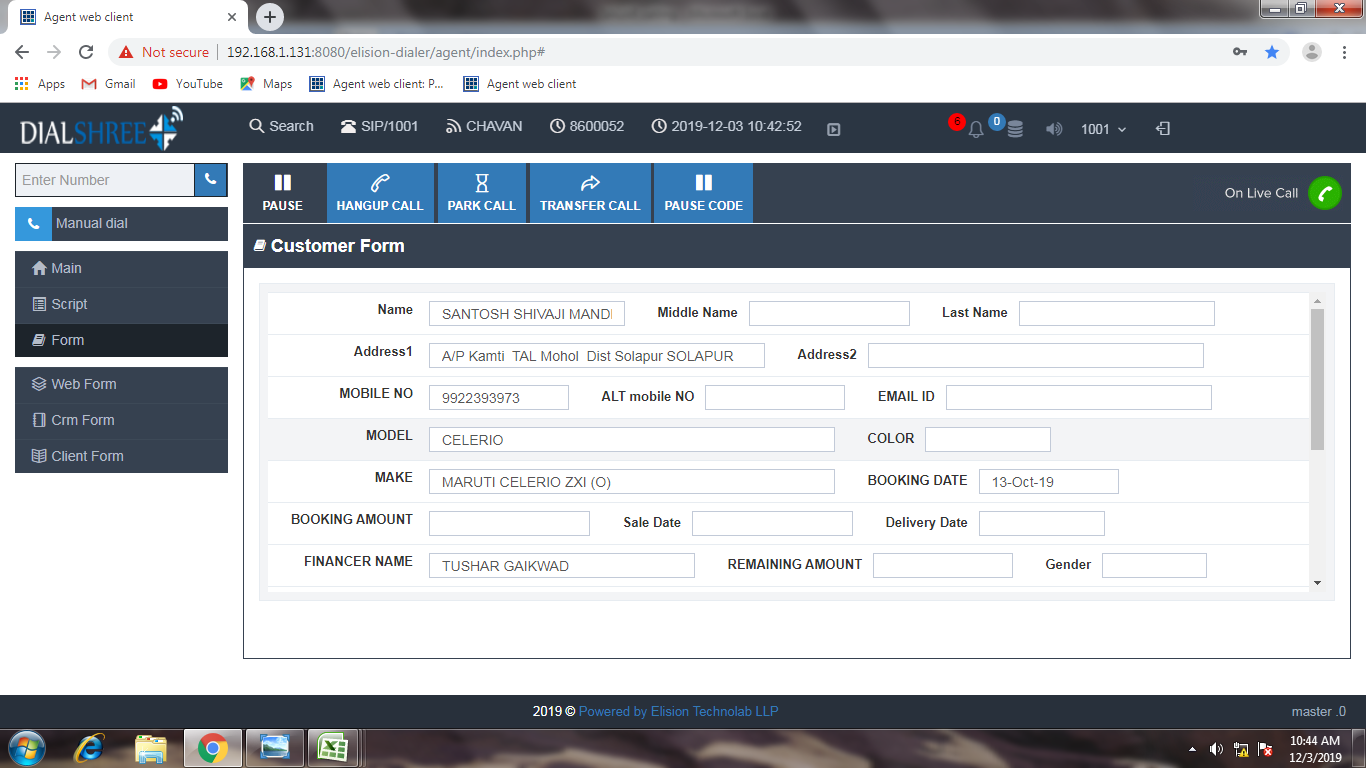 Agent web client
Not secure 192.168.1.131:8080/elision-dialer/agent/index.php#
Apps Gmail YouTube Maps Agent web client: P... Agent web client
DIALSHREE Search SIP/1001 CHAVAN 8600052 2019-12-03 10:42:52 6 0 1001
Enter Number
Manual dial
Main
Script
Form
Web Form
Crm Form
Client Form
PAUSE HANGUP CALL PARK CALL TRANSFER CALL PAUSE CODE On Live Call
Customer Form
Name SANTOSH SHIVAJI Middle Name Last Name
Address1 A/P Kamti TAL Mohol Dist Solapur SOLAPUR Address2
MOBILE NO 9922393973 ALT mobile NO EMAIL ID
MODEL CELERIO COLOR
MAKE MARUTI CELERIO ZXI (O) BOOKING DATE 13-Oct-19
BOOKING AMOUNT Sale Date Delivery Date
FINANCER NAME TUSHAR GAIKWAD REMAINING AMOUNT Gender
2019 © Powered by Elision Technolab LLP master .0
10:44 AM
12/3/2019